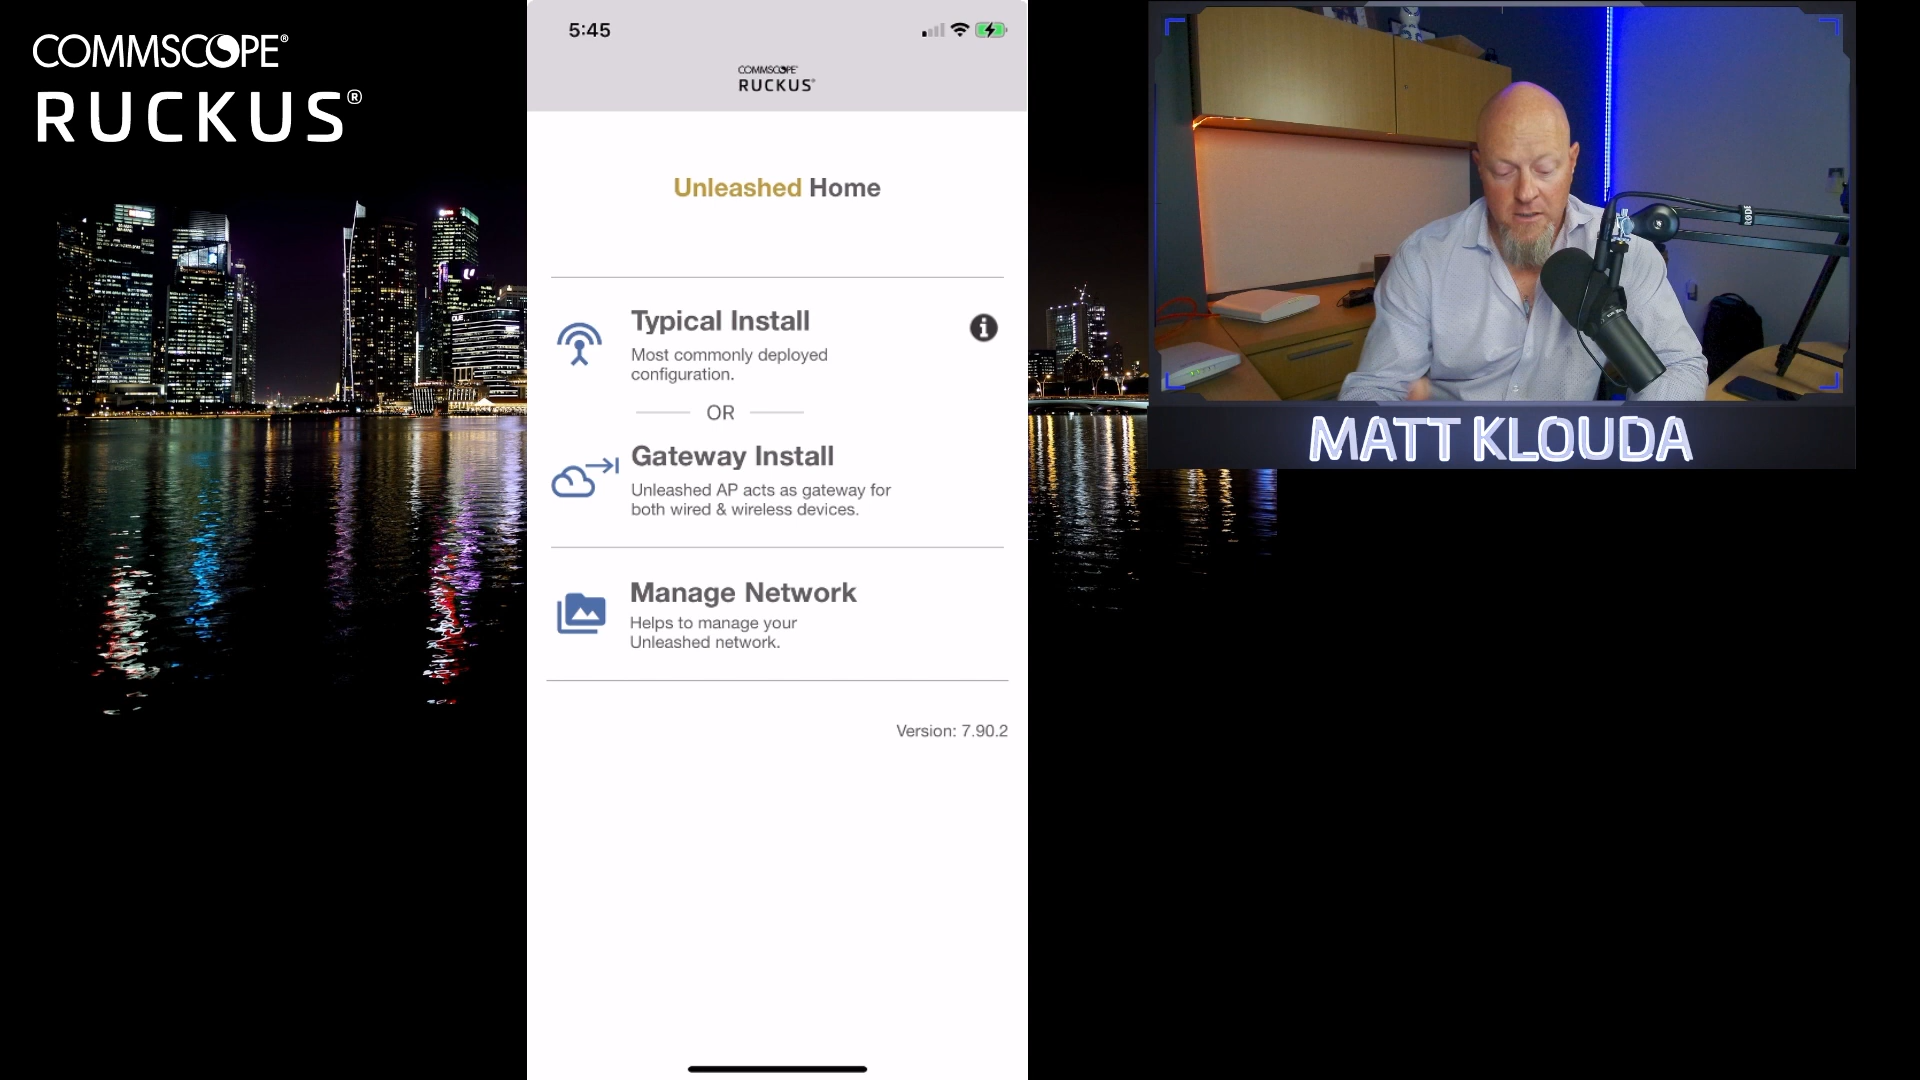 COMMSCOPE®
RUCKUS®
5:45
COMMSCOPE®
RUCKUS®
Unleashed Home
Typical Install
Most commonly deployed
configuration.
OR
Gateway Install
Unleashed AP acts as gateway for
both wired & wireless devices.
Manage Network
Helps to manage your
Unleashed network.
Version: 7.90.2
RØDE
MATT KLOUDA